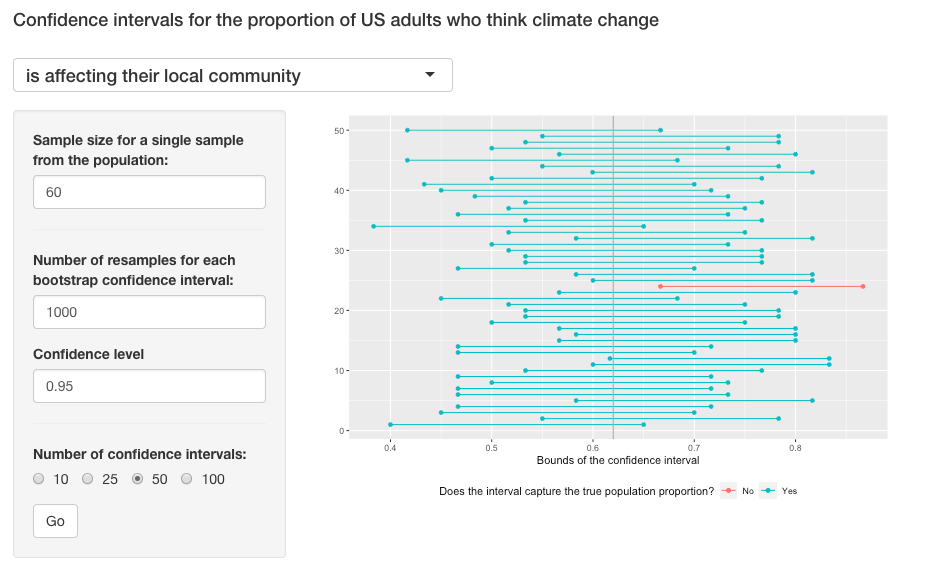 Confidence intervals for the proportion of US adults who think climate change
is affecting their local community
Sample size for a single sample
from the population:
60
Number of resamples for each
bootstrap confidence interval:
1000
Confidence level
0.95
Number of confidence intervals:
10 25 50 100
Go
50
40
30
20
10
0
0.4 0.5 0.6 0.7 0.8
Bounds of the confidence interval
Does the interval capture the true population proportion? No Yes